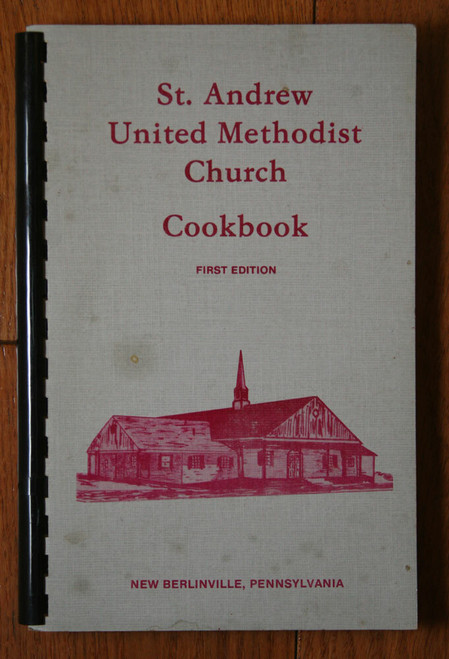 St. Andrew
United Methodist
Church
Cookbook
FIRST EDITION
NEW BERLINVILLE, PENNSYLVANIA